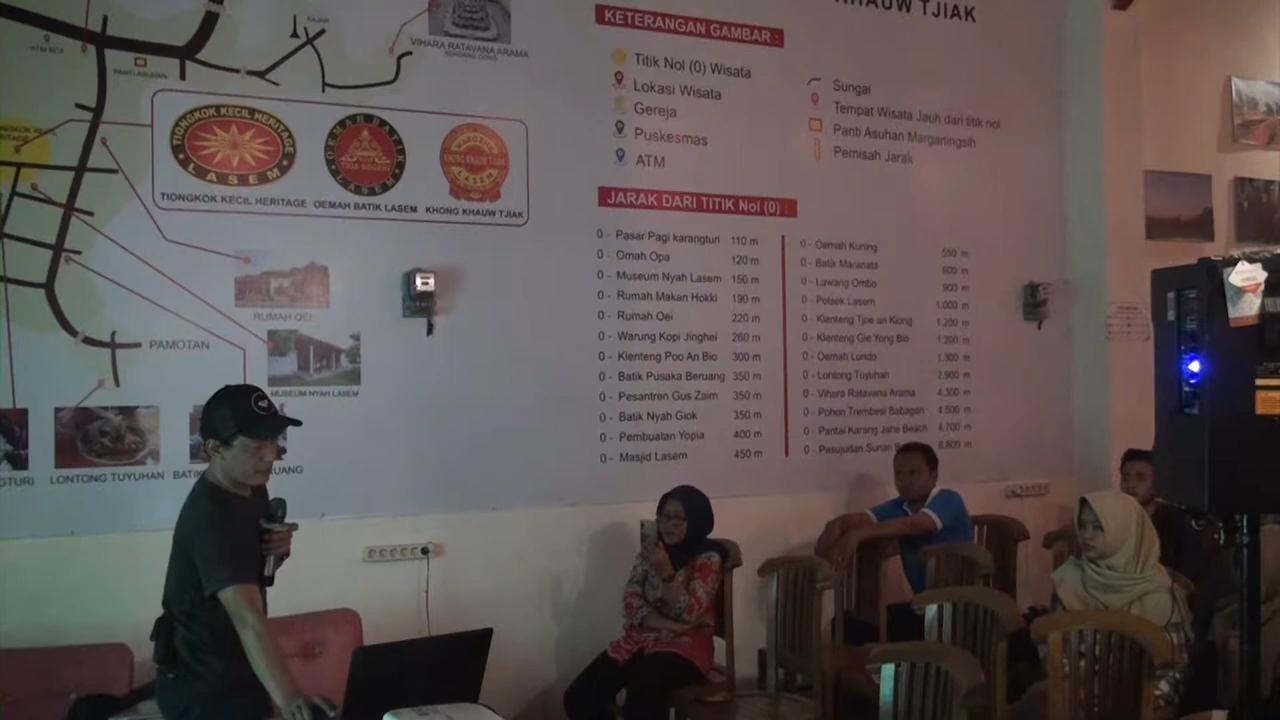 KHAUW TJIAK
KETERANGAN GAMBAR :
Titik Nol (0) Wisata
Lokasi Wisata
Gereja
Puskesmas
ATM
Sungai
Tempat Wisata Jauh dari titik nol
Panti Asuhan Marganingsih
Pemisah Jarak
VIHARA RATAVANA ARAMA
PANTI ASUHAN
TIONGKOK KECIL HERITAGE
LASEM
OEMAH BATIK
TIGA NEGERI
LASEM
KHONG KHAUW TJIAK
LASEM
TIONGKOK KECIL HERITAGE
OEMAH BATIK LASEM
KHONG KHAUW TJIAK
JARAK DARI TITIK Nol (0) :
0 - Pasar Pagi karangturi 110 m
0 - Omah Opa 120 m
0 - Museum Nyah Lasem 150 m
0 - Rumah Makan Hokki 190 m
0 - Rumah Oei 220 m
0 - Warung Kopi Jinghei 260 m
0 - Klenteng Poo An Bio 300 m
0 - Batik Pusaka Beruang 350 m
0 - Pesantren Gus Zaim 350 m
0 - Batik Nyah Giok 350 m
0 - Pembuatan Yopia 400 m
0 - Masjid Lasem 450 m
0 - Oemah Kuning 550 m
0 - Batik Maranata 600 m
0 - Lawang Ombo 900 m
0 - Polsek Lasem 1.000 m
0 - Klenteng Tjoe an Kiong 1.200 m
0 - Klenteng Gie Yong Bio 1.200 m
0 - Oemah Londo 1.300 m
0 - Lontong Tuyuhan 2.900 m
0 - Vihara Ratavana Arama 4.300 m
0 - Pohon Trembesi Babagan 4.500 m
0 - Pantai Karang Jahe Beach 4.700 m
0 - Pasujudan Sunan 8.800 m
RUMAH OEI
MUSEUM NYAH LASEM
PAMOTAN
GTURI
LONTONG TUYUHAN
BATIK
UANG